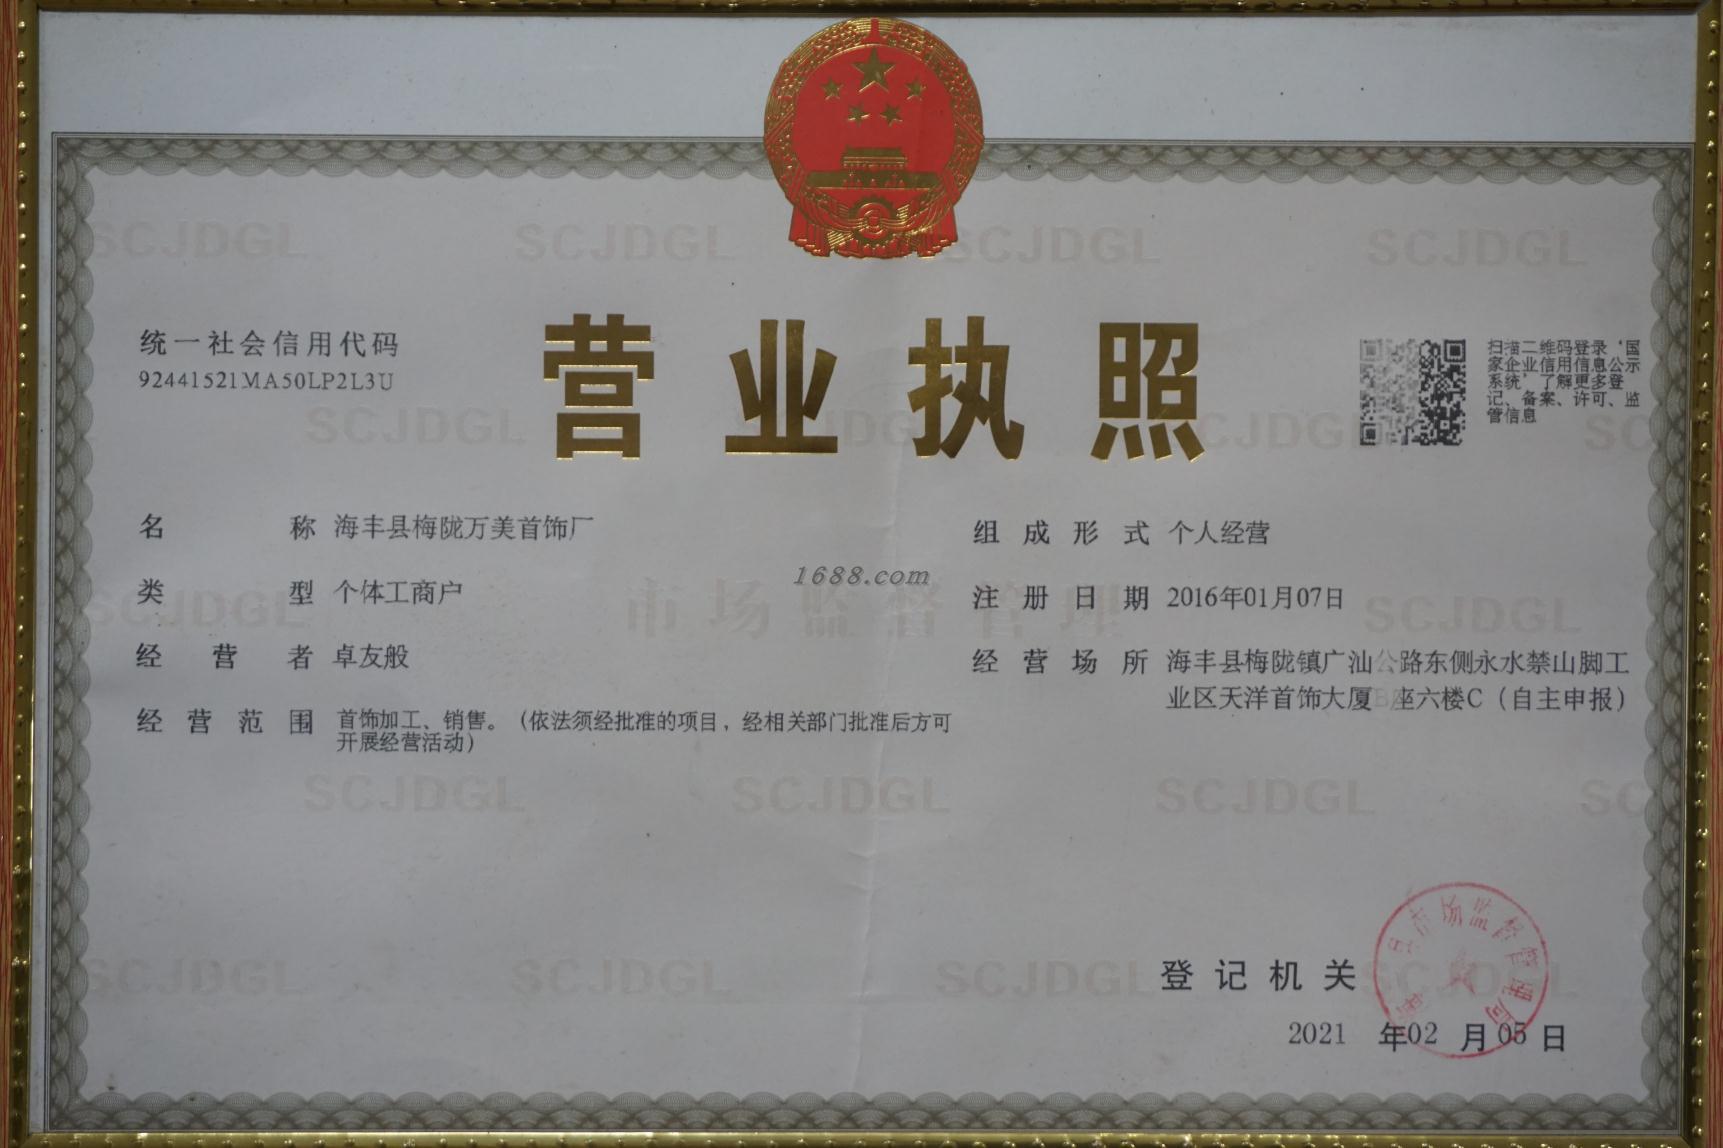 统一社会信用代码
92441521MA50LP2L3U
营业执照
扫描二维码登录‘国
家企业信用信息公示
系统’了解更多登
记、备案、许可、监
管信息
名称 海丰县梅陇万美首饰厂
类型 个体工商户
经营者 卓友般
经营范围 首饰加工、销售。（依法须经批准的项目，经相关部门批准后方可
开展经营活动）
组成形式 个人经营
注册日期 2016年01月07日
经营场所 海丰县梅陇镇广汕公路东侧永水禁山脚工
业区天洋首饰大厦B座六楼C（自主申报）
1688.com
市场监督管理
SCJDGL
登记机关
县市场监督管理局
2021 年02 月05 日